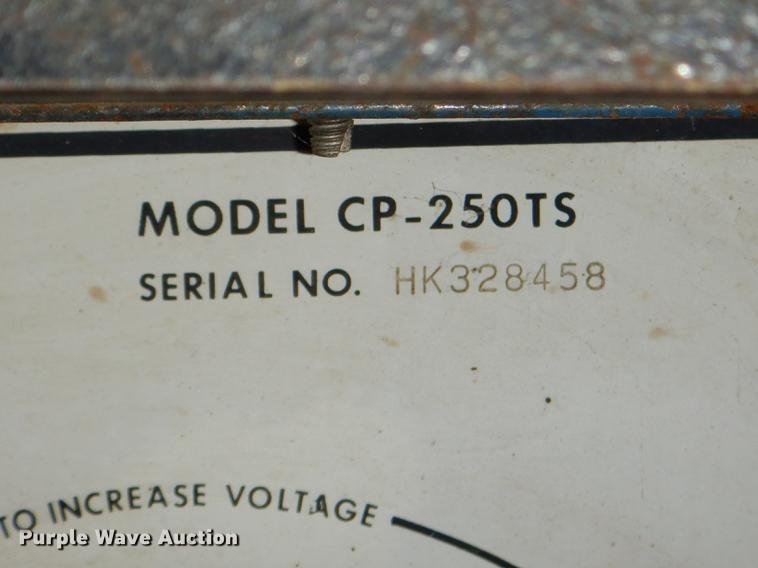 MODEL CP-250TS
SERIAL NO. HK328458
TO INCREASE VOLTAGE
Purple Wave Auction